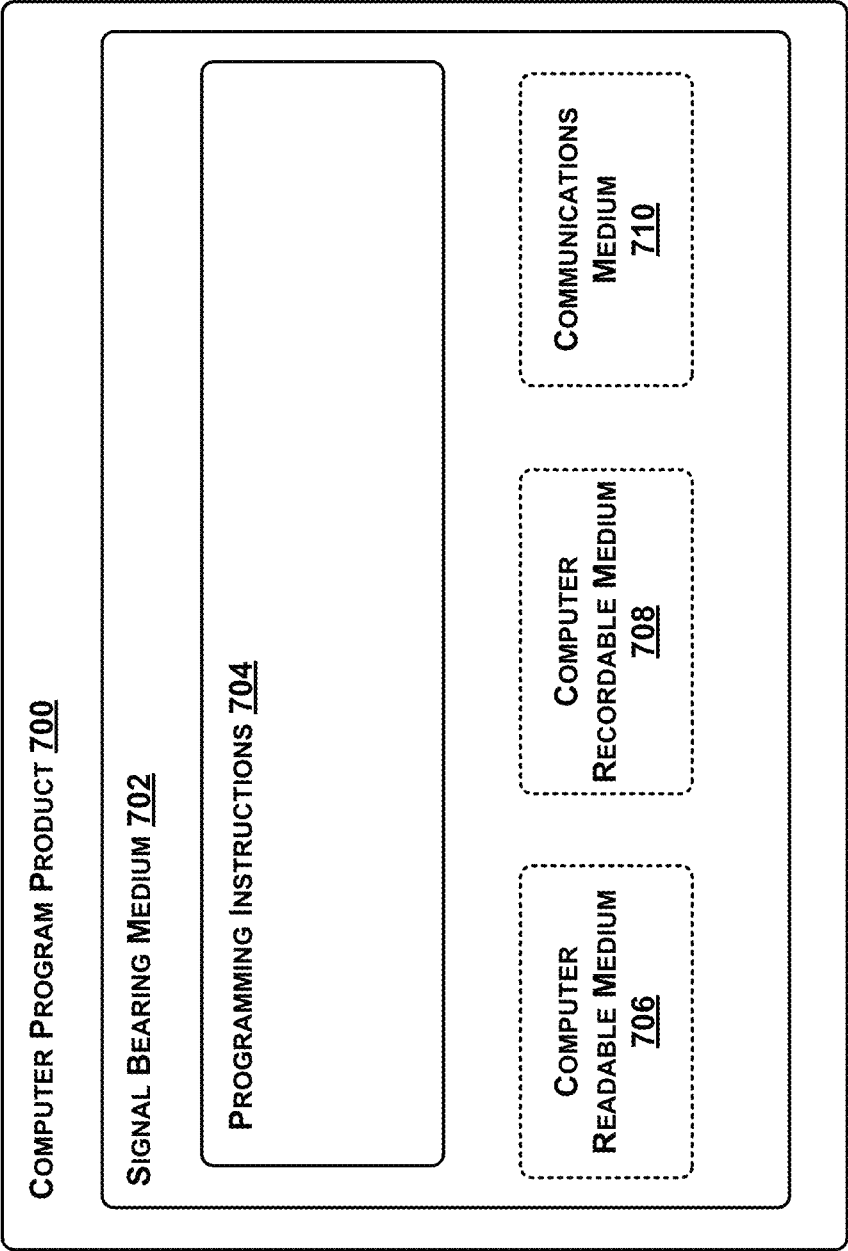 COMPUTER PROGRAM PRODUCT 700
SIGNAL BEARING MEDIUM 702
PROGRAMMING INSTRUCTIONS 704
COMPUTER
READABLE MEDIUM
706
COMPUTER
RECORDABLE MEDIUM
708
COMMUNICATIONS
MEDIUM
710